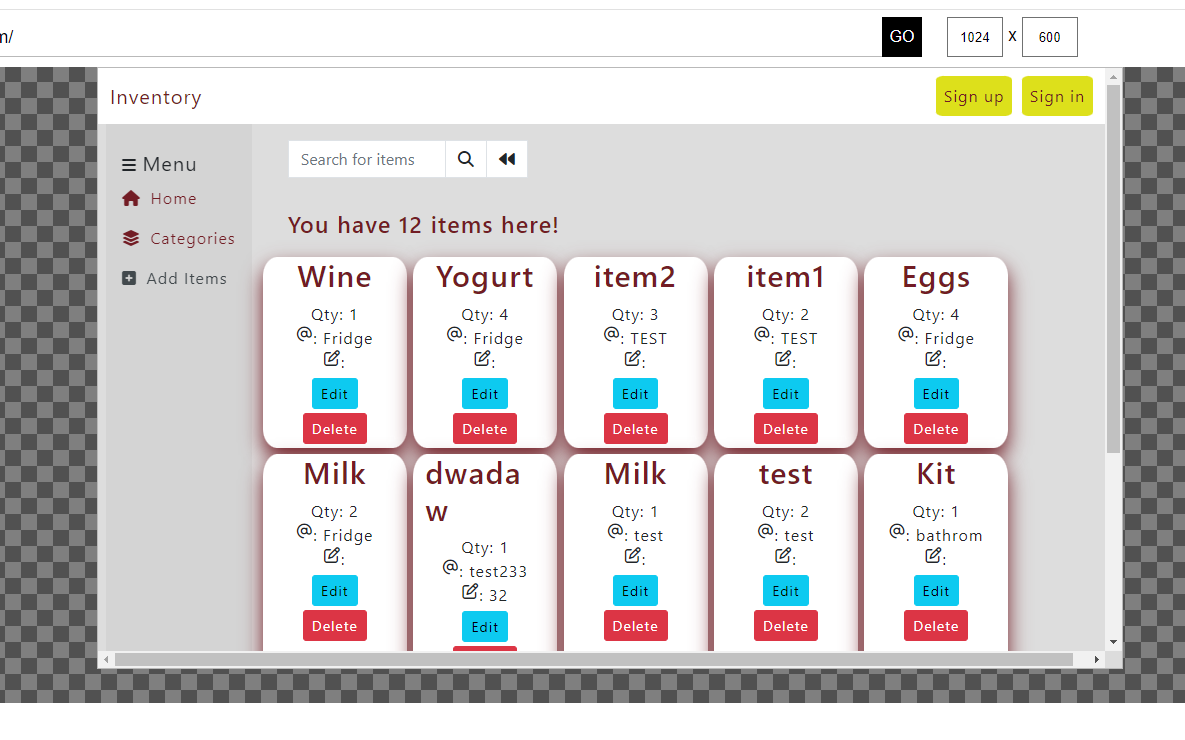 m/
GO 1024 X 600
Inventory
Sign up Sign in
Menu
Home
Categories
Add Items
Search for items
You have 12 items here!
Wine
Qty: 1
@: Fridge
:
Edit
Delete
Yogurt
Qty: 4
@: Fridge
:
Edit
Delete
item2
Qty: 3
@: TEST
:
Edit
Delete
item1
Qty: 2
@: TEST
:
Edit
Delete
Eggs
Qty: 4
@: Fridge
:
Edit
Delete
Milk
Qty: 2
@: Fridge
:
Edit
Delete
dwada
w
Qty: 1
@: test233
: 32
Edit
Milk
Qty: 1
@: test
:
Edit
Delete
test
Qty: 2
@: test
:
Edit
Delete
Kit
Qty: 1
@: bathrom
:
Edit
Delete